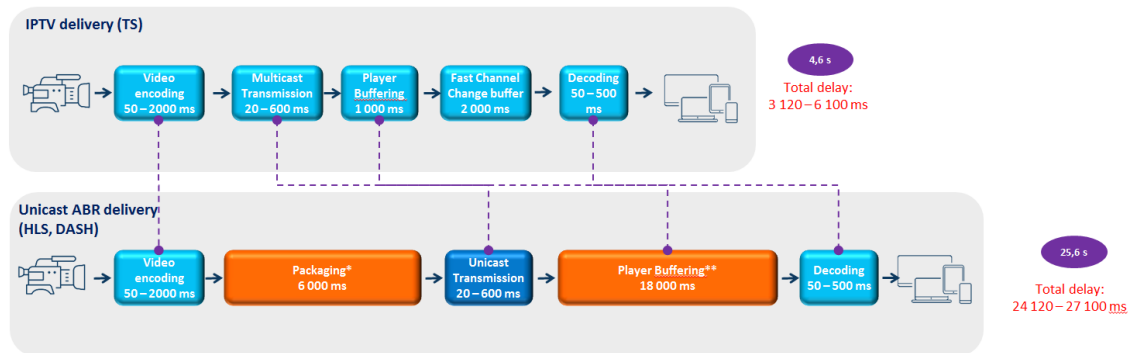 IPTV delivery (TS)
Video
encoding
50 – 2000 ms
Multicast
Transmission
20 – 600 ms
Player
Buffering
1 000 ms
Fast Channel
Change buffer
2 000 ms
Decoding
50 – 500
ms
4,6 s
Total delay:
3 120 – 6 100 ms
Unicast ABR delivery
(HLS, DASH)
Video
encoding
50 – 2000 ms
Packaging*
6 000 ms
Unicast
Transmission
20 – 600 ms
Player Buffering**
18 000 ms
Decoding
50 – 500 ms
25,6 s
Total delay:
24 120 – 27 100 ms